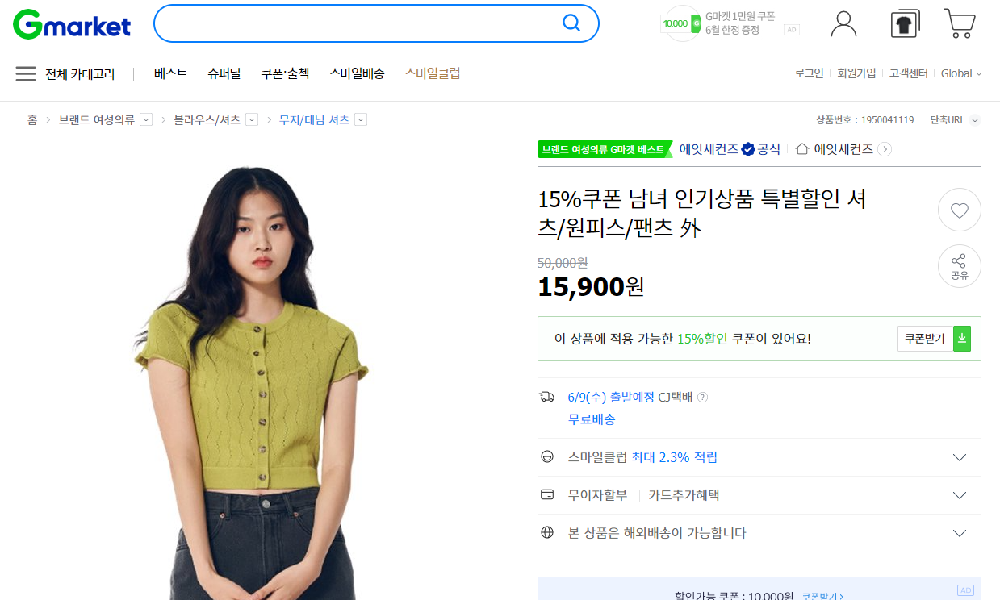 Gmarket
10,000
G마켓 1만원 쿠폰
6월 한정 증정
AD
전체 카테고리
베스트
슈퍼딜
쿠폰·출첵
스마일배송
스마일클럽
로그인
회원가입
고객센터
Global
홈 > 브랜드 여성의류 > 블라우스/셔츠 > 무지/데님 셔츠
상품번호 : 1950041119
단축URL
브랜드 여성의류 G마켓 베스트
에잇세컨즈 공식
에잇세컨즈
15%쿠폰 남녀 인기상품 특별할인 셔
츠/원피스/팬츠 外
50,000원
15,900원
공유
이 상품에 적용 가능한 15%할인 쿠폰이 있어요!
쿠폰받기
6/9(수) 출발예정 CJ택배 ?
무료배송
스마일클럽 최대 2.3% 적립
무이자할부 | 카드추가혜택
본 상품은 해외배송이 가능합니다
AD
할인가능 쿠폰 : 10,000원 쿠폰받기 >